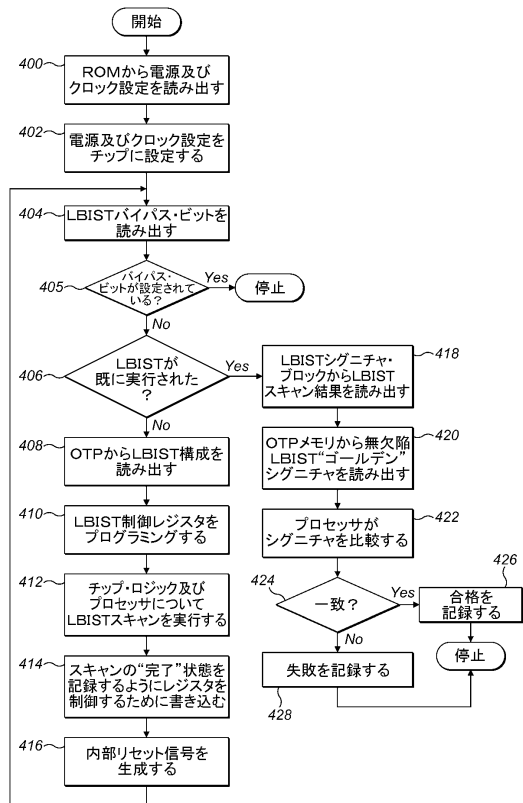 開始
400
ROMから電源及び
クロック設定を読み出す
402
電源及びクロック設定を
チップに設定する
404
LBISTバイパス・ビットを
読み出す
405
バイパス・
ビットが設定されて
いる？
Yes
停止
No
406
LBISTが
既に実行された
？
Yes
No
408
OTPからLBIST構成を
読み出す
410
LBIST制御レジスタを
プログラミングする
412
チップ・ロジック及び
プロセッサについて
LBISTスキャンを実行する
414
スキャンの“完了”状態を
記録するようにレジスタを
制御するために書き込む
416
内部リセット信号を
生成する
LBISTシグニチャ・
ブロックからLBIST
スキャン結果を読み出す
418
OTPメモリから無欠陥
LBIST“ゴールデン”
シグニチャを読み出す
420
プロセッサが
シグニチャを比較する
422
424
一致？
Yes
426
合格を
記録する
No
停止
失敗を記録する
428